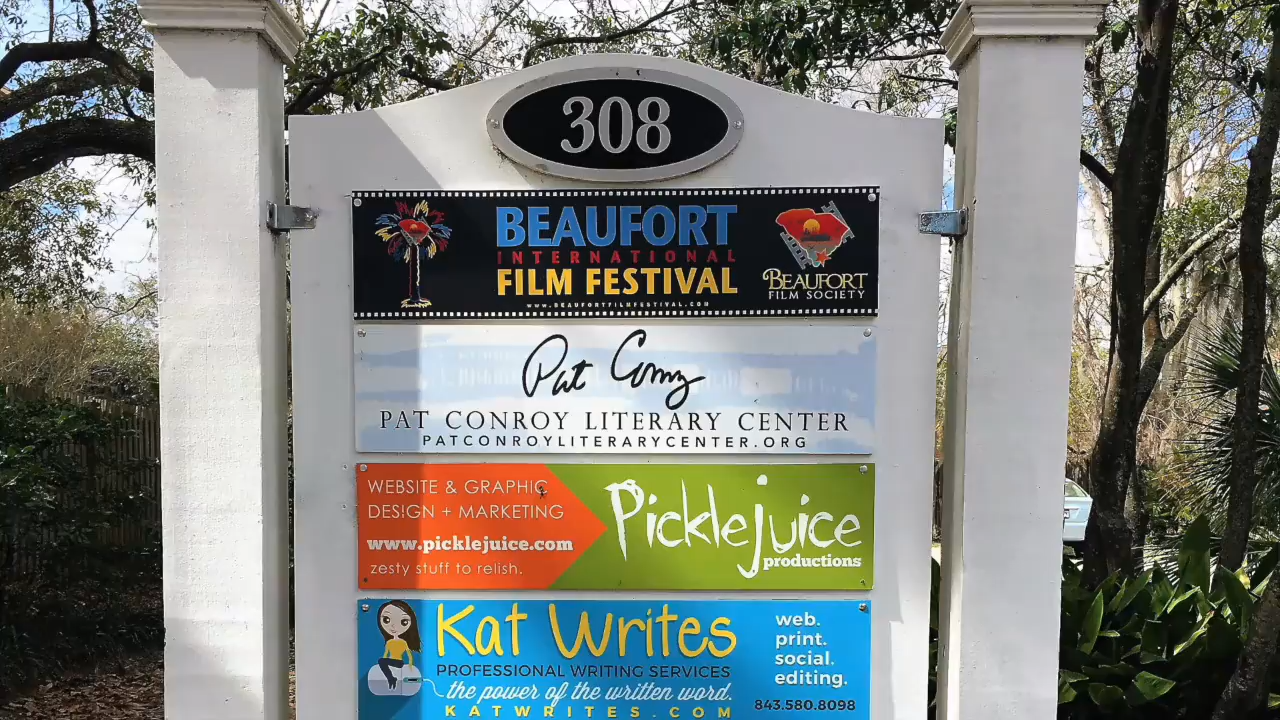 308
BEAUFORT
INTERNATIONAL
FILM FESTIVAL
WWW.BEAUFORTFILMFESTIVAL.COM
BEAUFORT
FILM SOCIETY
Pat Conroy
PAT CONROY LITERARY CENTER
PATCONROYLITERARYCENTER.ORG
WEBSITE & GRAPHIC
DESIGN + MARKETING
www.picklejuice.com
zesty stuff to relish.
Picklejuice
productions
Kat Writes
PROFESSIONAL WRITING SERVICES
the power of the written word.
KATWRITES.COM
web.
print.
social.
editing.
843.580.8098